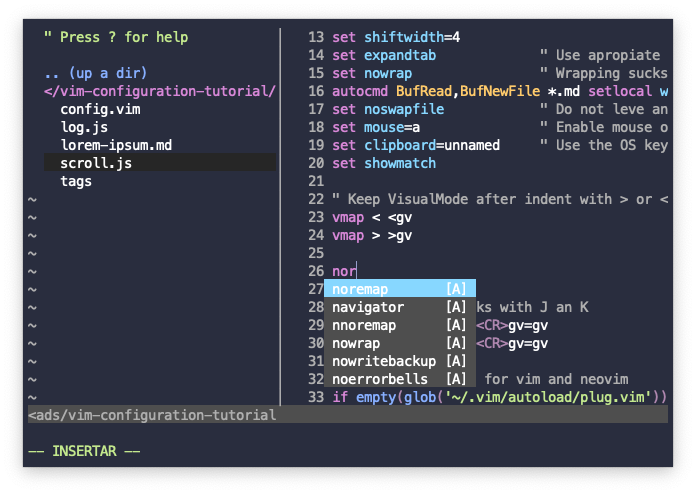 " Press ? for help
.. (up a dir)
</vim-configuration-tutorial/
config.vim
log.js
lorem-ipsum.md
scroll.js
tags
~
~
~
~
~
~
~
~
~
~
~
~
<ads/vim-configuration-tutorial
13 set shiftwidth=4
14 set expandtab " Use apropiate
15 set nowrap " Wrapping sucks
16 autocmd BufRead,BufNewFile *.md setlocal w
17 set noswapfile " Do not leve an
18 set mouse=a " Enable mouse o
19 set clipboard=unnamed " Use the OS key
20 set showmatch
21
22 " Keep VisualMode after indent with > or <
23 vmap < <gv
24 vmap > >gv
25
26 nor
27 noremap [A]
28 navigator [A] ks with J an K
29 nnoremap [A] <CR>gv=gv
30 nowrap [A] <CR>gv=gv
31 nowritebackup [A]
32 noerrorbells [A] for vim and neovim
33 if empty(glob('~/.vim/autoload/plug.vim'))
-- INSERTAR --